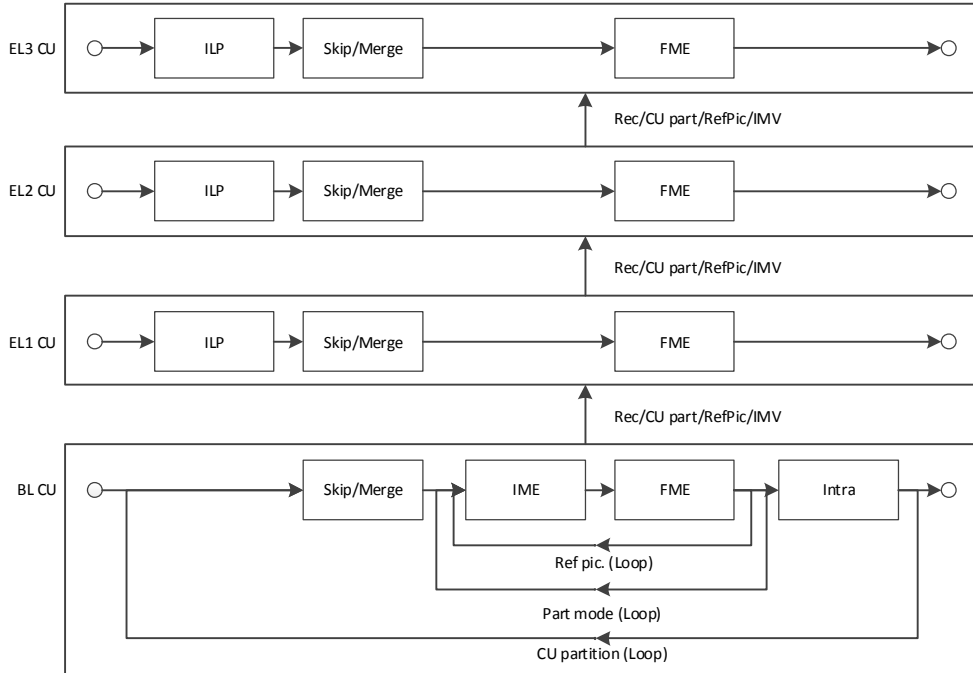 EL3 CU
ILP
Skip/Merge
FME
Rec/CU part/RefPic/IMV
EL2 CU
ILP
Skip/Merge
FME
Rec/CU part/RefPic/IMV
EL1 CU
ILP
Skip/Merge
FME
Rec/CU part/RefPic/IMV
BL CU
Skip/Merge
IME
FME
Intra
Ref pic. (Loop)
Part mode (Loop)
CU partition (Loop)